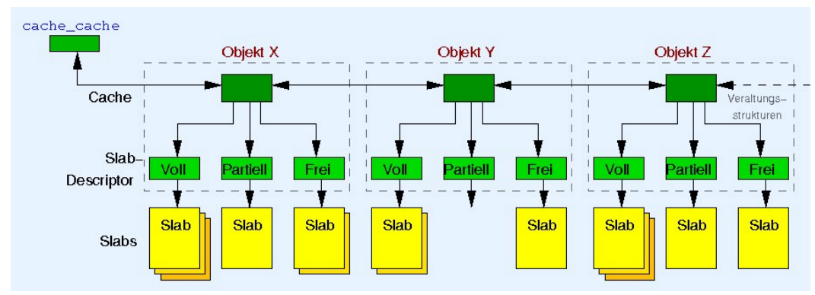 cache_cache
Objekt X
Objekt Y
Objekt Z
Cache
Veraltungs-
strukturen
Slab-
Descriptor
Voll
Partiell
Frei
Voll
Partiell
Frei
Voll
Partiell
Frei
Slabs
Slab
Slab
Slab
Slab
Slab
Slab
Slab
Slab